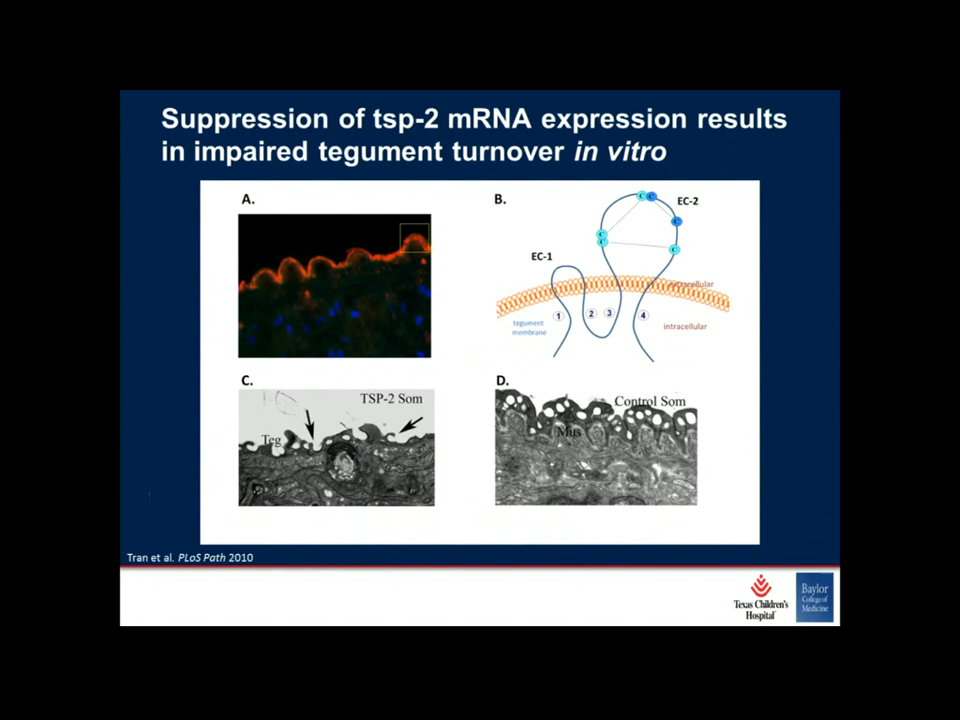 Suppression of tsp-2 mRNA expression results
in impaired tegument turnover in vitro
A.
B.
EC-2
C C
C
C
C
C
EC-1
extracellular
1
2
3
4
tegument
membrane
intracellular
C.
TSP-2 Som
Teg
D.
Control Som
Mus
Tran et al. PLoS Path 2010
Texas Children's
Hospital
Baylor
College of
Medicine